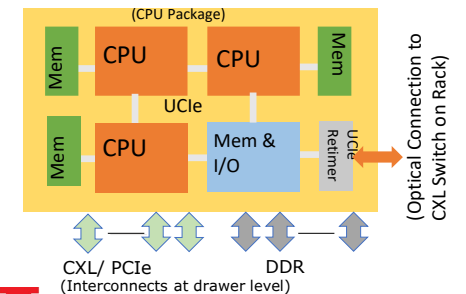 (CPU Package)
Mem
CPU
CPU
Mem
UCIe
Mem
CPU
Mem &
I/O
UCIe
Retimer
(Optical Connection to
CXL Switch on Rack)
CXL/ PCIe
DDR
(Interconnects at drawer level)